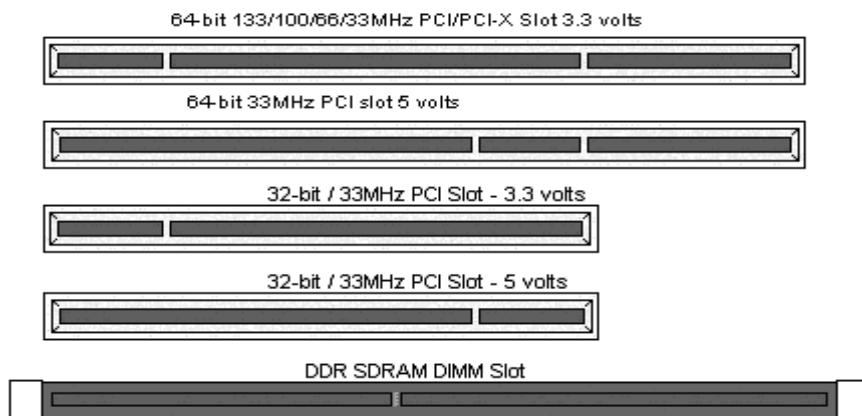 64-bit 133/100/66/33MHz PCI/PCI-X Slot 3.3 volts
64-bit 33MHz PCI slot 5 volts
32-bit / 33MHz PCI Slot - 3.3 volts
32-bit / 33MHz PCI Slot - 5 volts
DDR SDRAM DIMM Slot